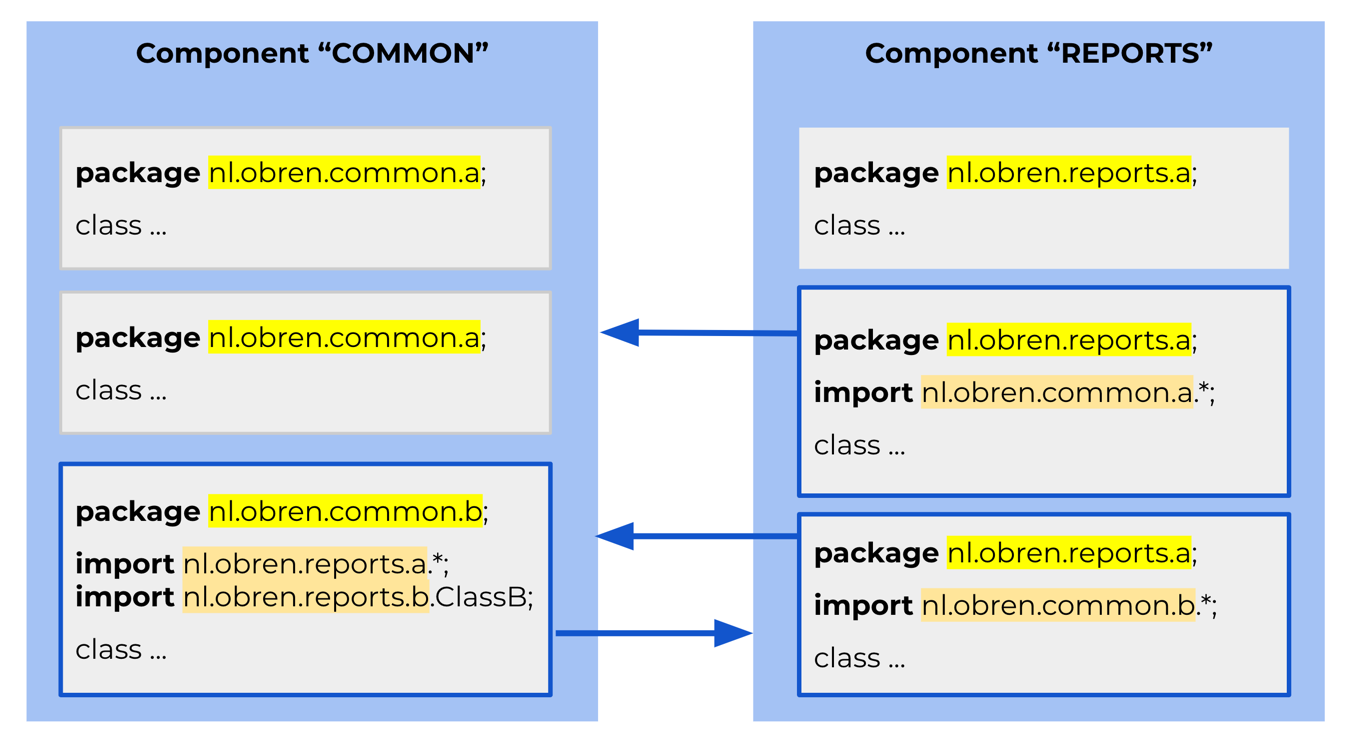 Component “COMMON”
package nl.obren.common.a;
class ...
package nl.obren.common.a;
class ...
package nl.obren.common.b;
import nl.obren.reports.a.*;
import nl.obren.reports.b.ClassB;
class ...
Component “REPORTS”
package nl.obren.reports.a;
class ...
package nl.obren.reports.a;
import nl.obren.common.a.*;
class ...
package nl.obren.reports.a;
import nl.obren.common.b.*;
class ...